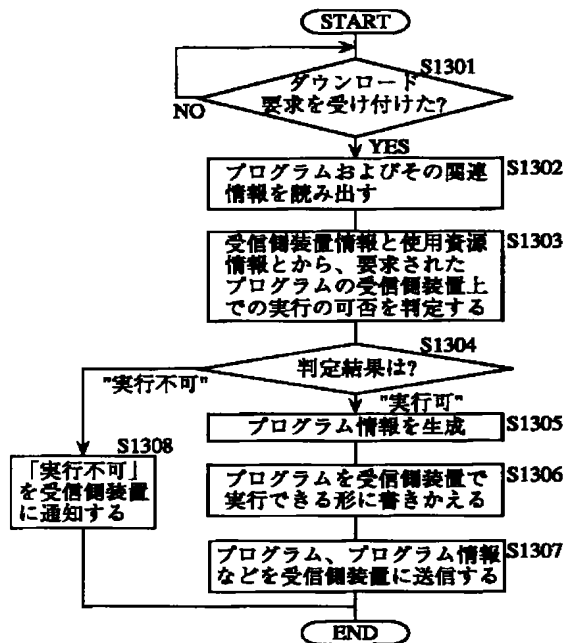 START
S1301
ダウンロード
要求を受け付けた?
NO
YES
プログラムおよびその関連
情報を読み出す
S1302
受信側装置情報と使用資源
情報とから、要求された
プログラムの受信側装置上
での実行の可否を判定する
S1303
S1304
判定結果は?
"実行不可"
"実行可"
プログラム情報を生成
S1305
S1308
「実行不可」
を受信側装置
に通知する
プログラムを受信側装置で
実行できる形に書きかえる
S1306
プログラム、プログラム情報
などを受信側装置に送信する
S1307
END